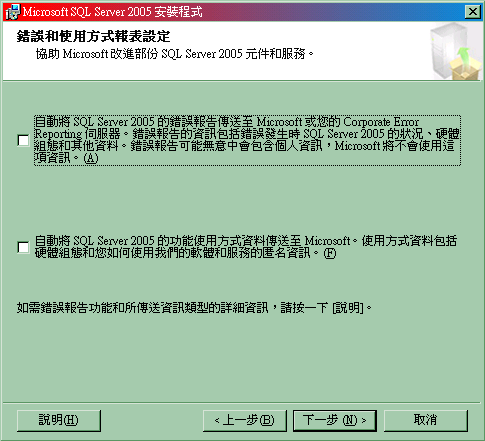 Microsoft SQL Server 2005 安裝程式
錯誤和使用方式報表設定
協助 Microsoft 改進部份 SQL Server 2005 元件和服務。
自動將 SQL Server 2005 的錯誤報告傳送至 Microsoft 或您的 Corporate Error
Reporting 伺服器。錯誤報告的資訊包括錯誤發生時 SQL Server 2005 的狀況、硬體
組態和其他資料。錯誤報告可能無意中會包含個人資訊，Microsoft 將不會使用這
項資訊。(A)
自動將 SQL Server 2005 的功能使用方式資料傳送至 Microsoft。使用方式資料包括
硬體組態和您如何使用我們的軟體和服務的匿名資訊。(F)
如需錯誤報告功能和所傳送資訊類型的詳細資訊，請按一下 [說明]。
說明(H)
< 上一步(B)
下一步 (N) >
取消